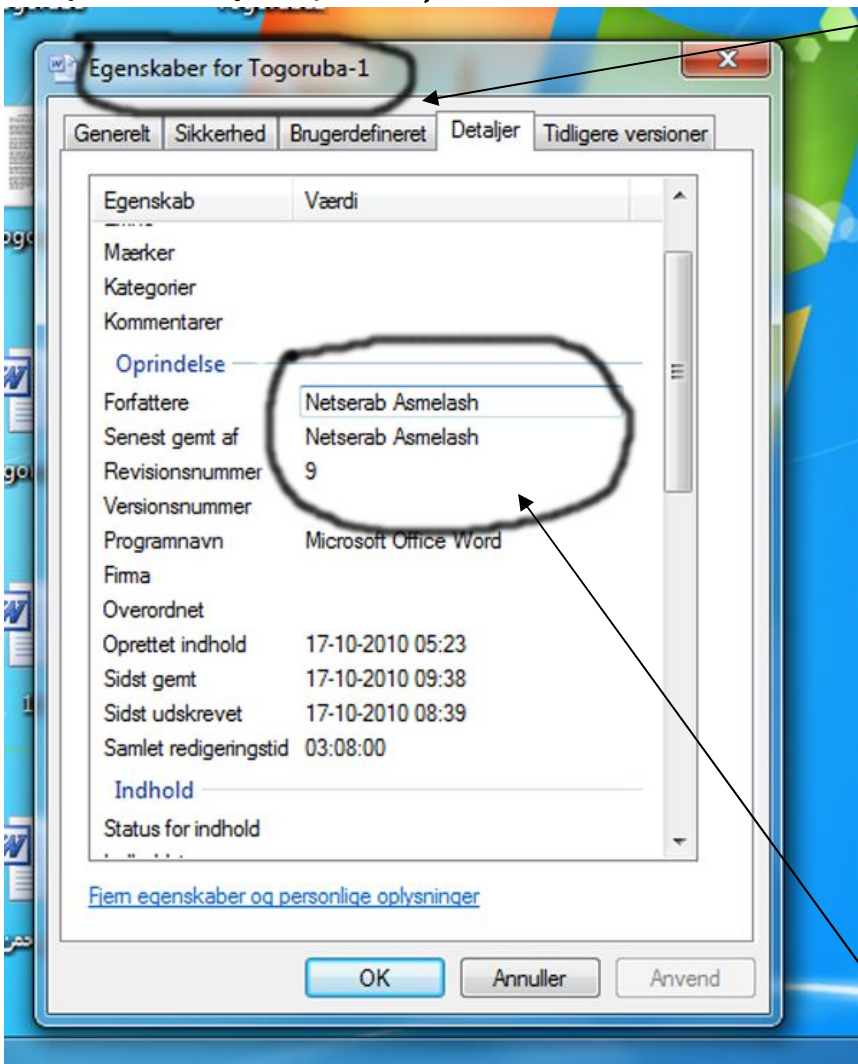 Egenskaber for Togoruba-1
Generelt Sikkerhed Brugerdefineret Detaljer Tidligere versioner
Egenskab Værdi
Mærker
Kategorier
Kommentarer
Oprindelse
Forfattere Netserab Asmelash
Senest gemt af Netserab Asmelash
Revisionsnummer 9
Versionsnummer
Programnavn Microsoft Office Word
Firma
Overordnet
Oprettet indhold 17-10-2010 05:23
Sidst gemt 17-10-2010 09:38
Sidst udskrevet 17-10-2010 08:39
Samlet redigeringstid 03:08:00
Indhold
Status for indhold
Fjern egenskaber og personlige oplysninger
OK Annuller Anvend